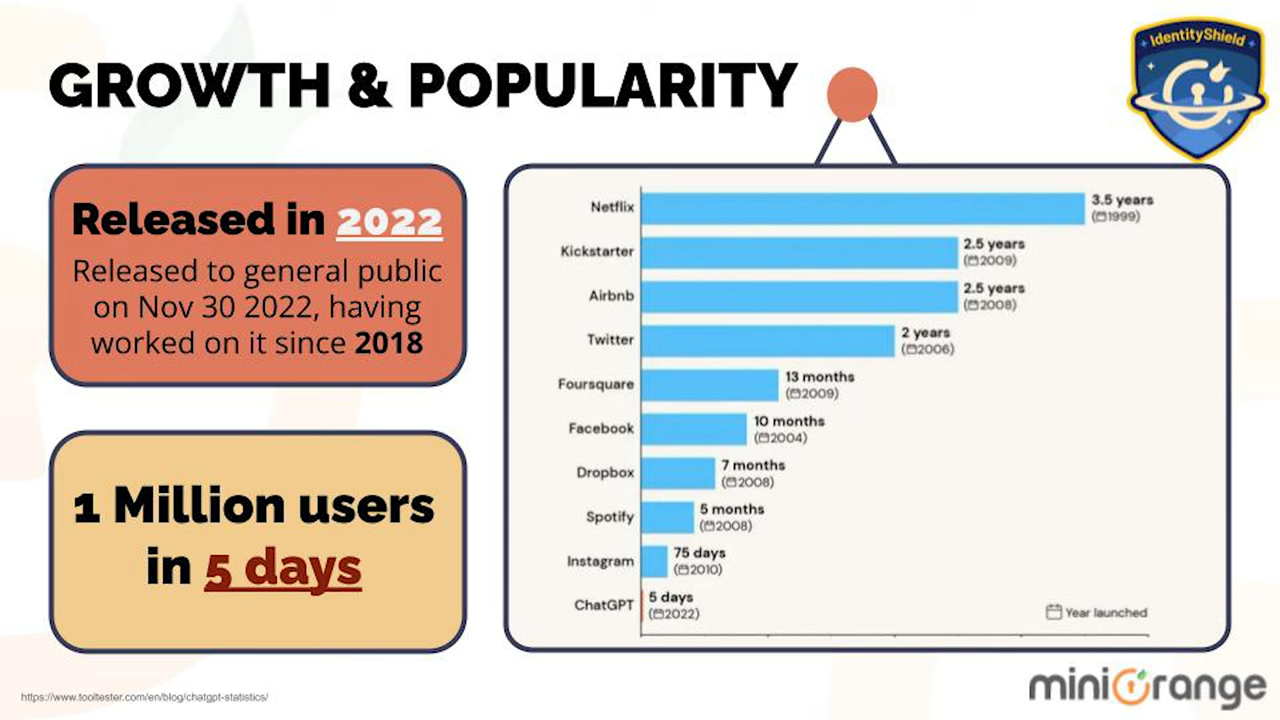 IdentityShield
GROWTH & POPULARITY
Released in 2022
Released to general public
on Nov 30 2022, having
worked on it since 2018
1 Million users
in 5 days
Netflix
3.5 years
(1999)
Kickstarter
2.5 years
(2009)
Airbnb
2.5 years
(2008)
Twitter
2 years
(2006)
Foursquare
13 months
(2009)
Facebook
10 months
(2004)
Dropbox
7 months
(2008)
Spotify
5 months
(2008)
Instagram
75 days
(2010)
ChatGPT
5 days
(2022)
Year launched
https://www.tooltester.com/en/blog/chatgpt-statistics/
miniOrange